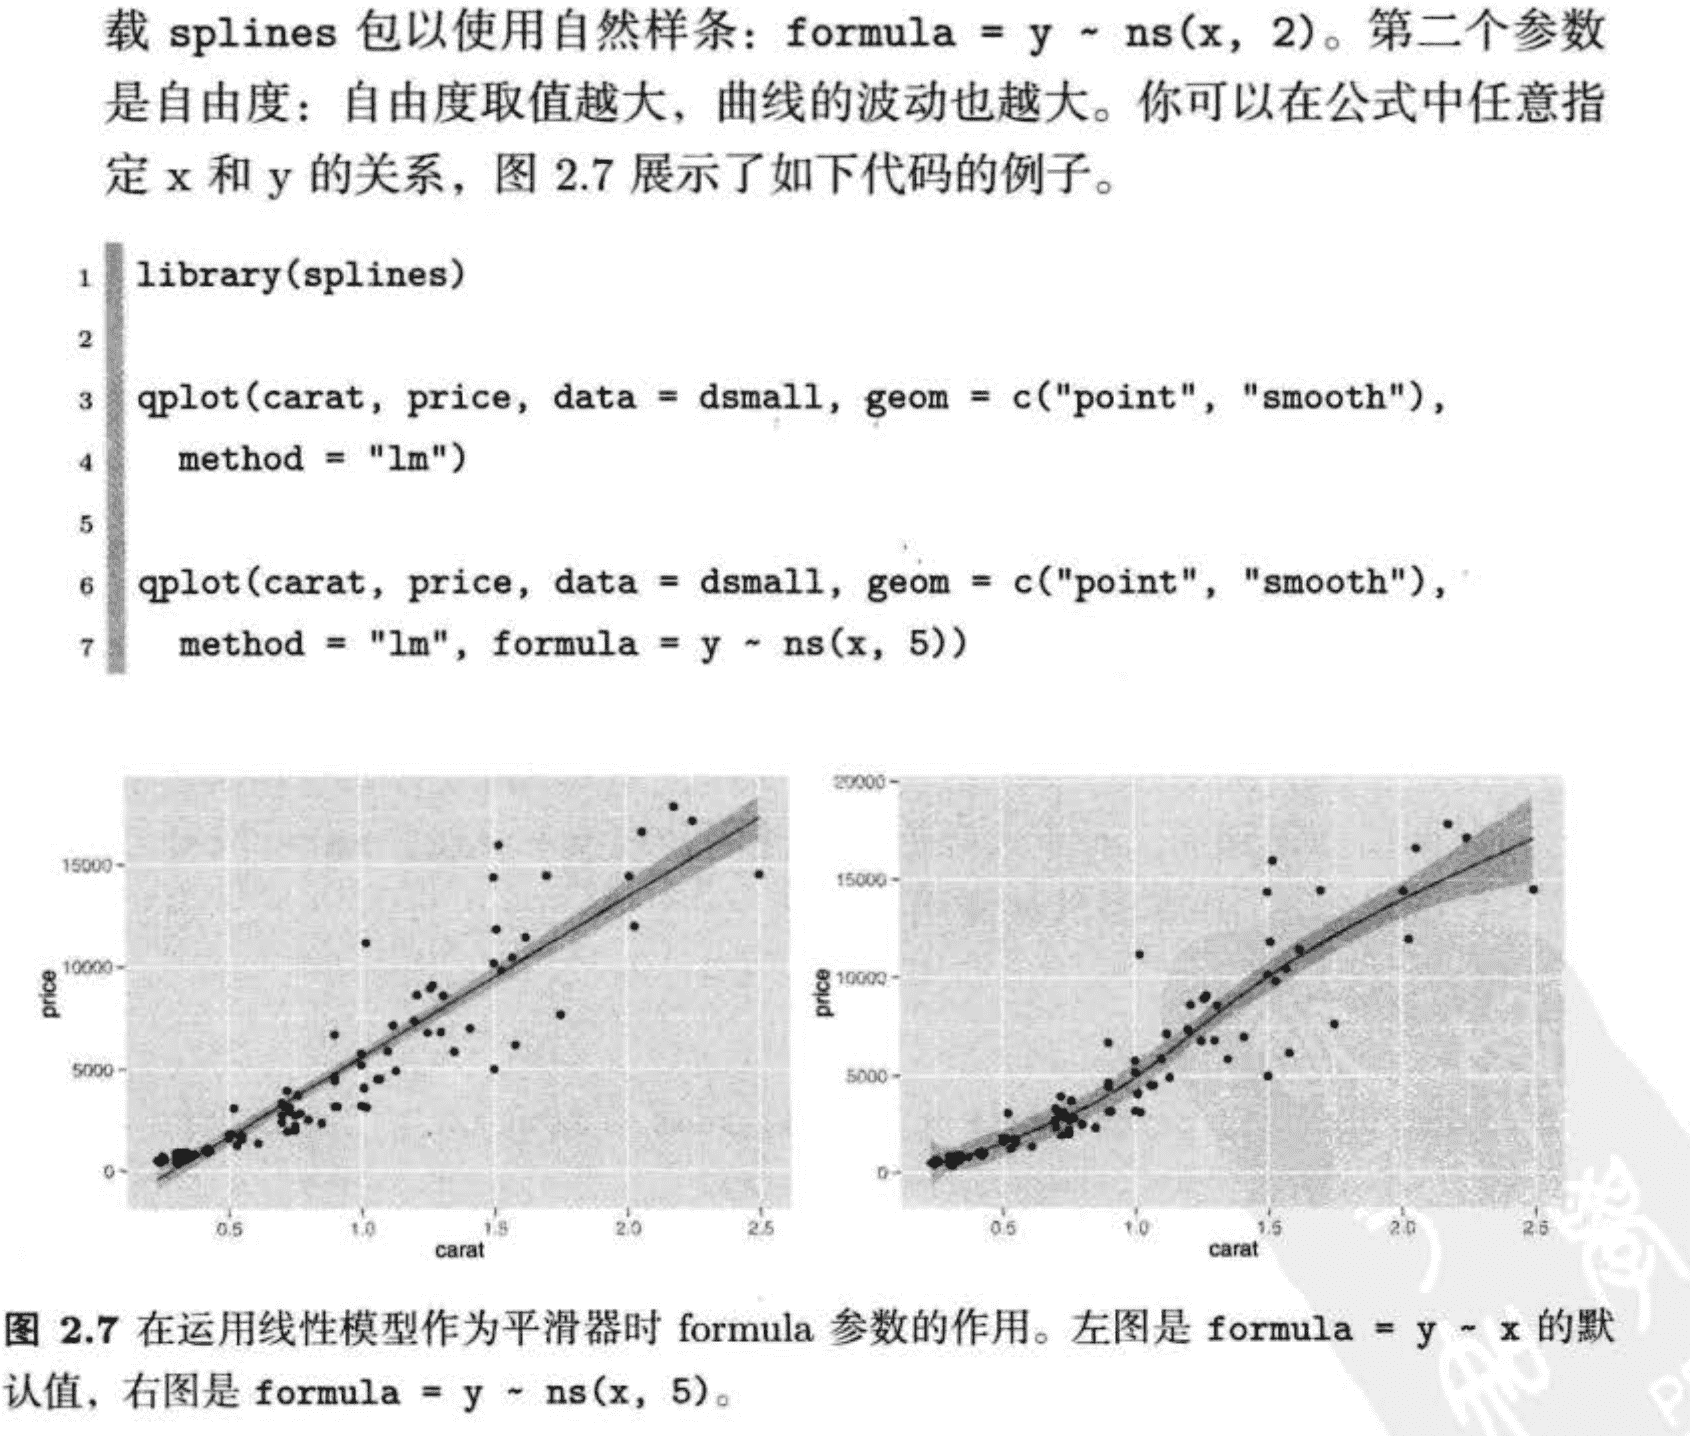 载 splines 包以使用自然样条：formula = y ~ ns(x, 2)。第二个参数
是自由度：自由度取值越大，曲线的波动也越大。你可以在公式中任意指
定 x 和 y 的关系，图 2.7 展示了如下代码的例子。
1 library(splines)
2
3 qplot(carat, price, data = dsmall, geom = c("point", "smooth"),
4 method = "lm")
5
6 qplot(carat, price, data = dsmall, geom = c("point", "smooth"),
7 method = "lm", formula = y ~ ns(x, 5))
15000
10000
5000
0
price
0.5 1.0 1.5 2.0 2.5
carat
20000
15000
10000
5000
0
price
0.5 1.0 1.5 2.0 2.5
carat
图 2.7 在运用线性模型作为平滑器时 formula 参数的作用。左图是 formula = y ~ x 的默
认值，右图是 formula = y ~ ns(x, 5)。